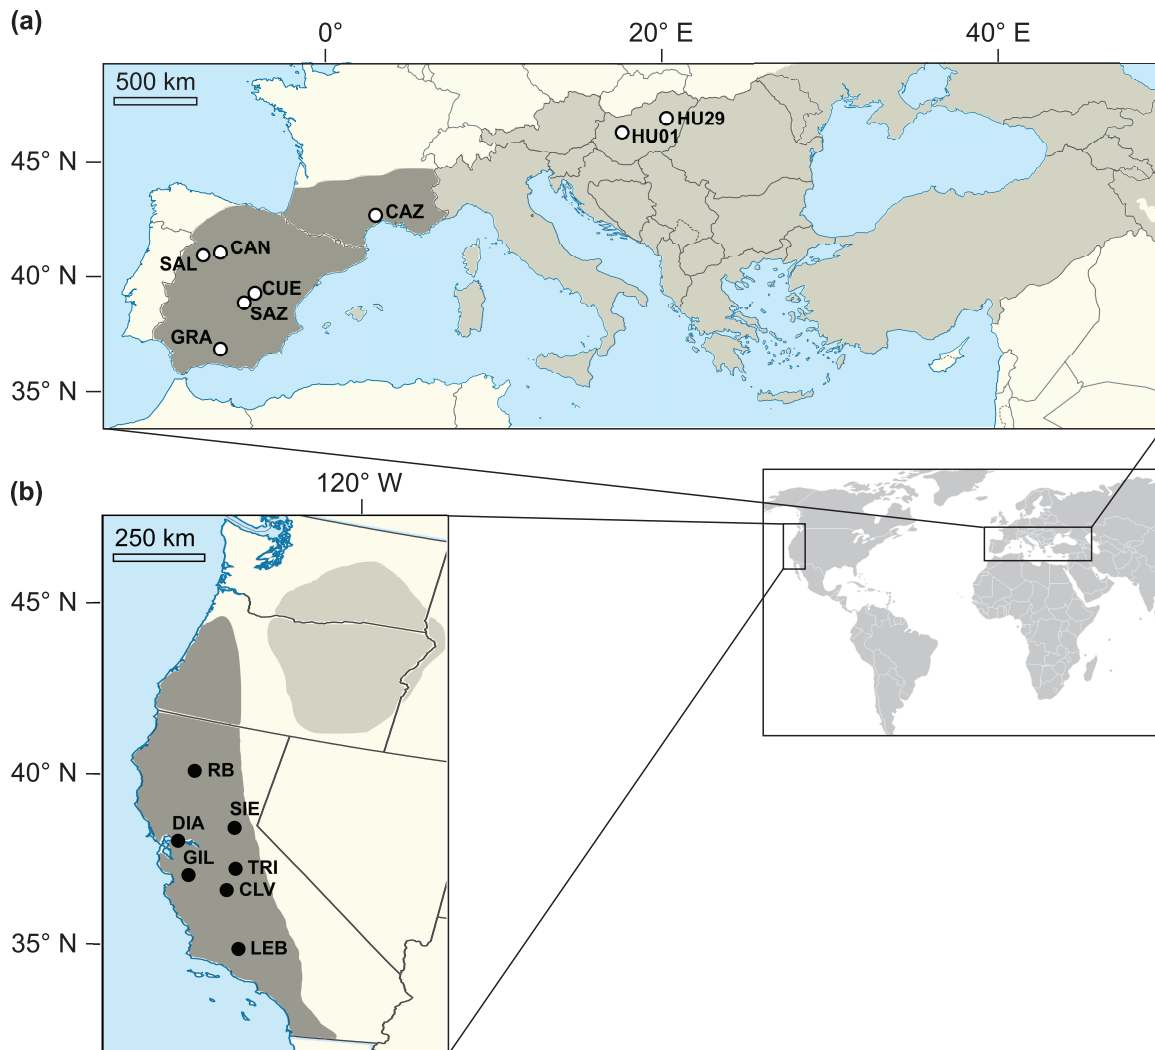 (a)
0°
20° E
40° E
500 km
45° N
40° N
35° N
HU29
HU01
CAZ
CAN
SAL
CUE
SAZ
GRA
(b)
120° W
250 km
45° N
40° N
35° N
RB
SIE
DIA
GIL
TRI
CLV
LEB